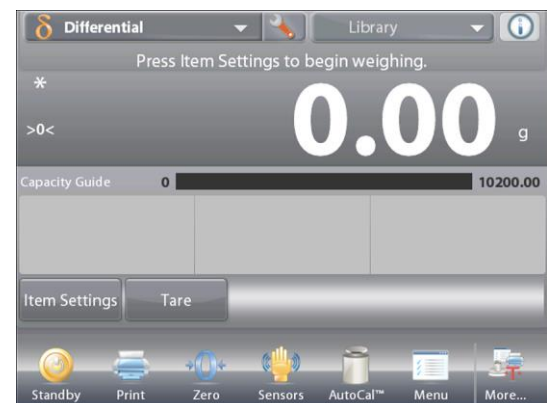 δ Differential Library
Press Item Settings to begin weighing.
*
>0< 0.00 g
Capacity Guide 0 10200.00
Item Settings Tare
Standby Print Zero Sensors AutoCal™ Menu More...